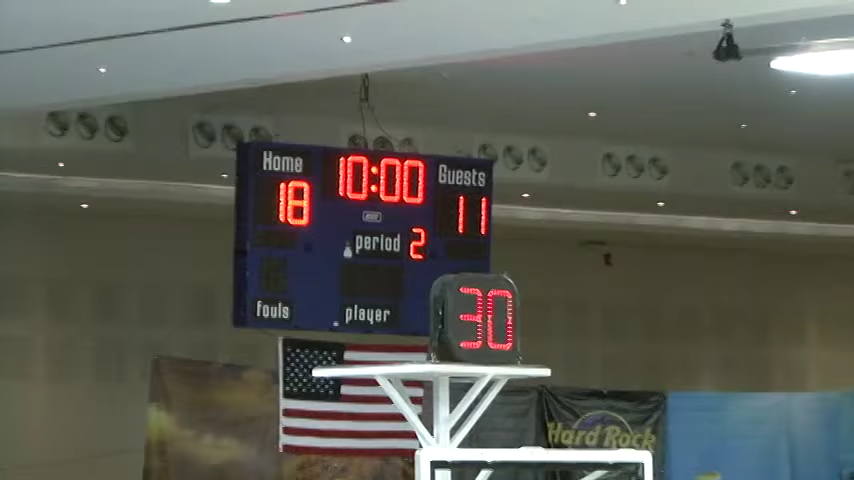 Home 10:00 Guests
18 11
period 2
fouls player
30
Hard Rock